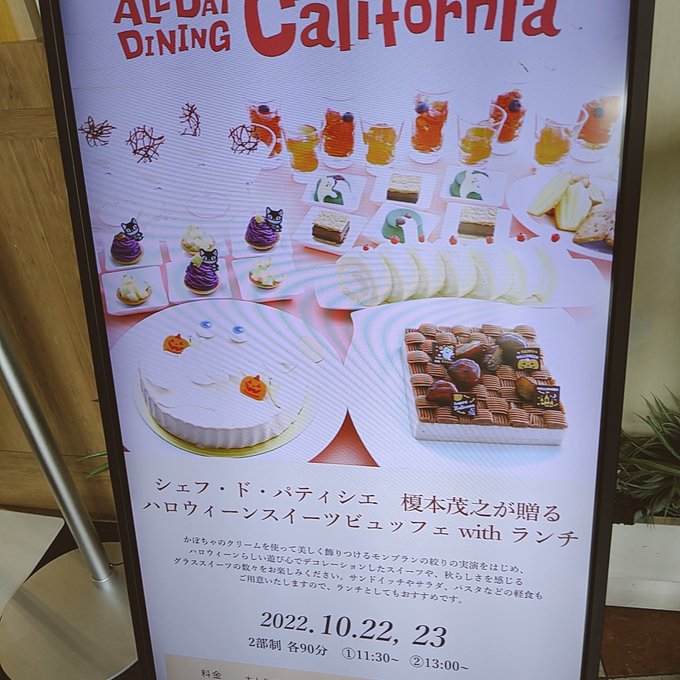 ALL DAY
DINING
California
シェフ・ド・パティシエ 榎本茂之が贈る
ハロウィーンスイーツビュッフェ with ランチ
かぼちゃのクリームを使って美しく飾りつけるモンブランの絞りの実演をはじめ、
ハロウィーンらしい遊び心でデコレーションしたスイーツや、秋らしさを感じる
グラススイーツの数々をお楽しみください。サンドイッチやサラダ、パスタなどの軽食も
ご用意いたしますので、ランチとしてもおすすめです。
2022. 10.22, 23
2部制 各90分 ①11:30~ ②13:00~
料金